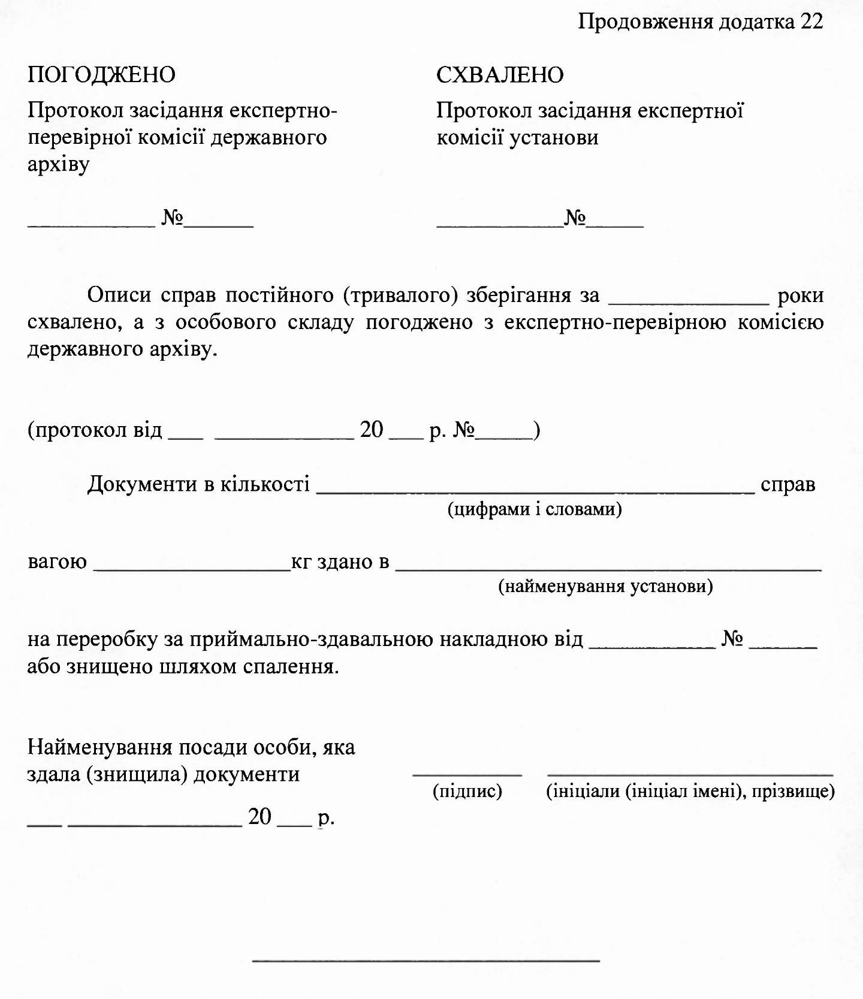 Продовження додатка 22
ПОГОДЖЕНО
Протокол засідання експертно-
перевірної комісії державного
архіву
___________ №______
СХВАЛЕНО
Протокол засідання експертної
комісії установи
___________№_____
Описи справ постійного (тривалого) зберігання за ______________ роки
схвалено, а з особового складу погоджено з експертно-перевірною комісією
державного архіву.
(протокол від ___ ____________ 20 ___ р. №_____)
Документи в кількості ______________________________________ справ
(цифрами і словами)
вагою _________________кг здано в _____________________________________
(найменування установи)
на переробку за приймально-здавальною накладною від ___________ № ______
або знищено шляхом спалення.
Найменування посади особи, яка
здала (знищила) документи
(підпис) (ініціали (ініціал імені), прізвище)
___ _______________ 20 ___ р.